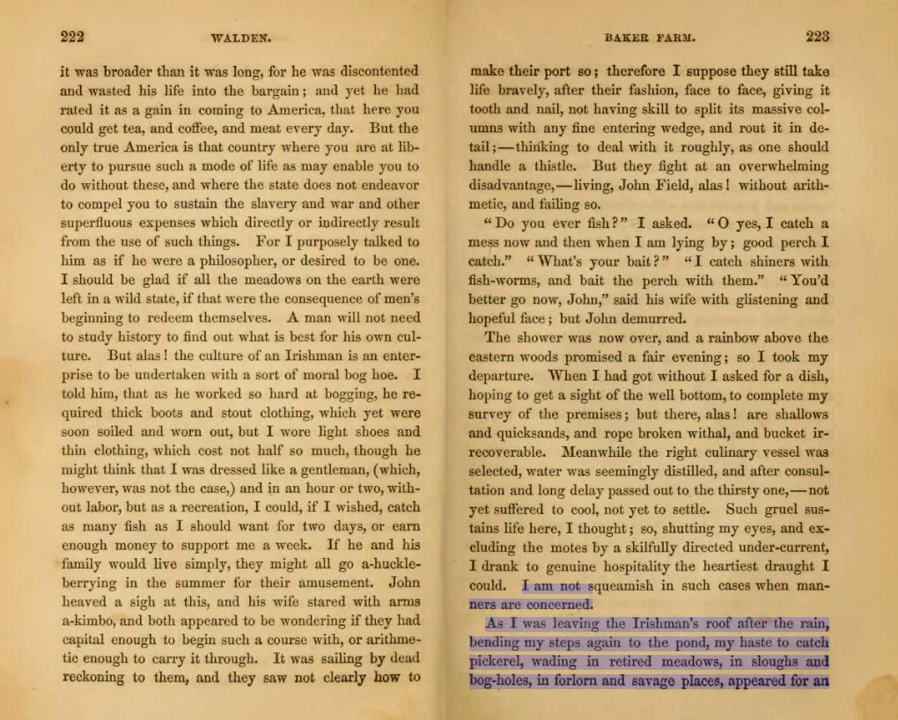 222 WALDEN.
it was broader than it was long, for he was discontented
and wasted his life into the bargain; and yet he had
rated it as a gain in coming to America, that here you
could get tea, and coffee, and meat every day. But the
only true America is that country where you are at lib-
erty to pursue such a mode of life as may enable you to
do without these, and where the state does not endeavor
to compel you to sustain the slavery and war and other
superfluous expenses which directly or indirectly result
from the use of such things. For I purposely talked to
him as if he were a philosopher, or desired to be one.
I should be glad if all the meadows on the earth were
left in a wild state, if that were the consequence of men's
beginning to redeem themselves. A man will not need
to study history to find out what is best for his own cul-
ture. But alas! the culture of an Irishman is an enter-
prise to be undertaken with a sort of moral bog hoe. I
told him, that as he worked so hard at bogging, he re-
quired thick boots and stout clothing, which yet were
soon soiled and worn out, but I wore light shoes and
thin clothing, which cost not half so much, though he
might think that I was dressed like a gentleman, (which,
however, was not the case,) and in an hour or two, with-
out labor, but as a recreation, I could, if I wished, catch
as many fish as I should want for two days, or earn
enough money to support me a week. If he and his
family would live simply, they might all go a-huckle-
berrying in the summer for their amusement. John
heaved a sigh at this, and his wife stared with arms
a-kimbo, and both appeared to be wondering if they had
capital enough to begin such a course with, or arithme-
tic enough to carry it through. It was sailing by dead
reckoning to them, and they saw not clearly how to
BAKER FARM. 223
make their port so; therefore I suppose they still take
life bravely, after their fashion, face to face, giving it
tooth and nail, not having skill to split its massive col-
umns with any fine entering wedge, and rout it in de-
tail;—thinking to deal with it roughly, as one should
handle a thistle. But they fight at an overwhelming
disadvantage,—living, John Field, alas! without arith-
metic, and failing so.
"Do you ever fish?" I asked. "O yes, I catch a
mess now and then when I am lying by; good perch I
catch." "What's your bait?" "I catch shiners with
fish-worms, and bait the perch with them." "You'd
better go now, John," said his wife with glistening and
hopeful face; but John demurred.
The shower was now over, and a rainbow above the
eastern woods promised a fair evening; so I took my
departure. When I had got without I asked for a dish,
hoping to get a sight of the well bottom, to complete my
survey of the premises; but there, alas! are shallows
and quicksands, and rope broken withal, and bucket ir-
recoverable. Meanwhile the right culinary vessel was
selected, water was seemingly distilled, and after consul-
tation and long delay passed out to the thirsty one,—not
yet suffered to cool, not yet to settle. Such gruel sus-
tains life here, I thought; so, shutting my eyes, and ex-
cluding the motes by a skilfully directed under-current,
I drank to genuine hospitality the heartiest draught I
could. I am not squeamish in such cases when man-
ners are concerned.
As I was leaving the Irishman's roof after the rain,
bending my steps again to the pond, my haste to catch
pickerel, wading in retired meadows, in sloughs and
bog-holes, in forlorn and savage places, appeared for an